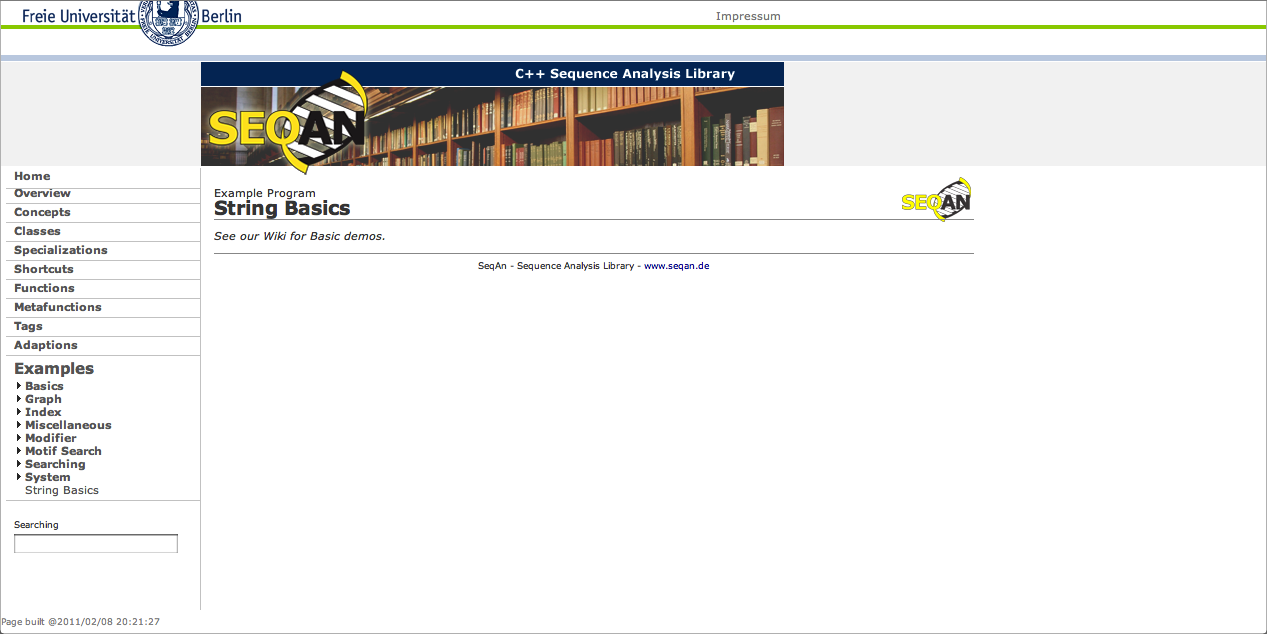 Freie Universität Berlin
Impressum
C++ Sequence Analysis Library
SEQAN
Home
Overview
Concepts
Classes
Specializations
Shortcuts
Functions
Metafunctions
Tags
Adaptions
Examples
Basics
Graph
Index
Miscellaneous
Modifier
Motif Search
Searching
System
String Basics
Searching
Example Program
String Basics
SEQAN
See our Wiki for Basic demos.
SeqAn - Sequence Analysis Library - www.seqan.de
Page built @2011/02/08 20:21:27